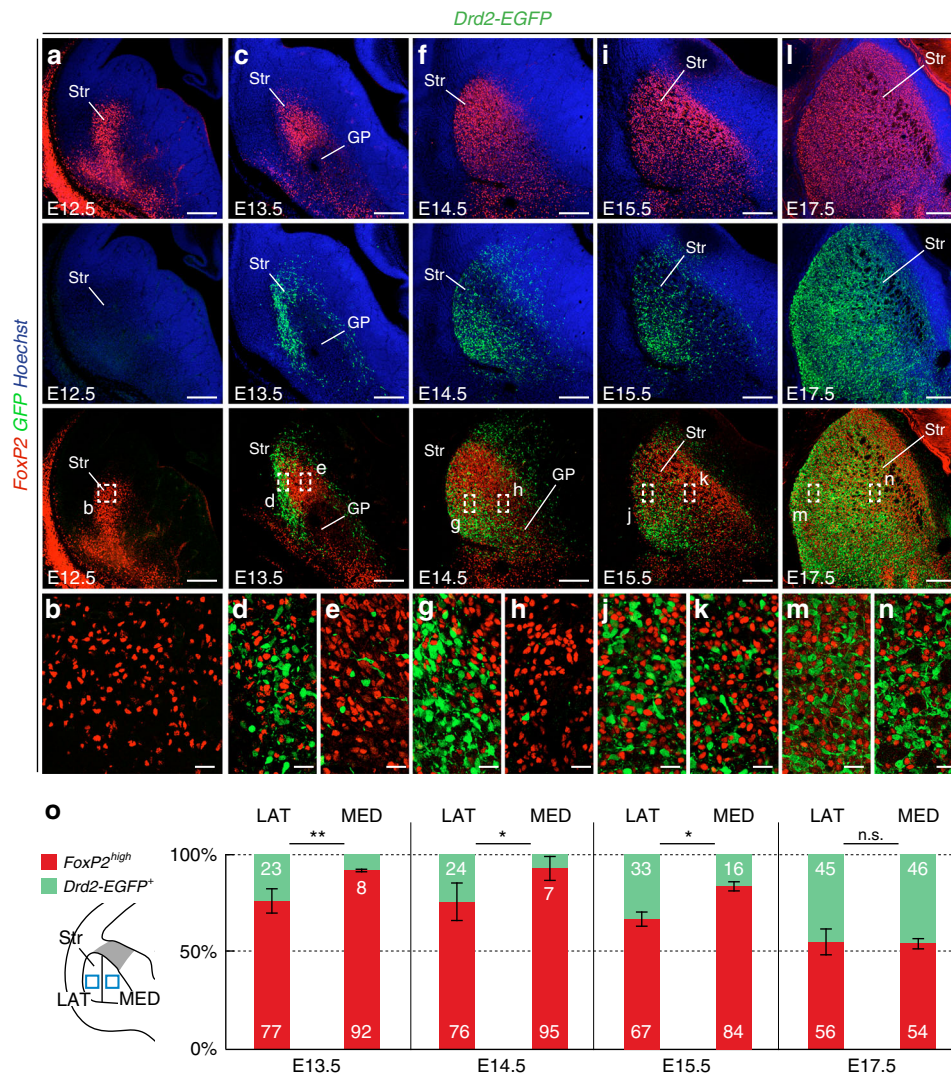 Drd2-EGFP
a c f i l
Str Str Str Str Str
GP
E12.5 E13.5 E14.5 E15.5 E17.5
FoxP2 GFP Hoechst
Str Str Str Str Str
GP
E12.5 E13.5 E14.5 E15.5 E17.5
Str Str Str Str Str
b d e g h j k m n
GP GP
E12.5 E13.5 E14.5 E15.5 E17.5
b d e g h j k m n
o
LAT MED LAT MED LAT MED LAT MED
** * * n.s.
FoxP2high
Drd2-EGFP+
100%
23 8 24 7 33 16 45 46
Str
50%
LAT MED
77 92 76 95 67 84 56 54
0%
E13.5 E14.5 E15.5 E17.5